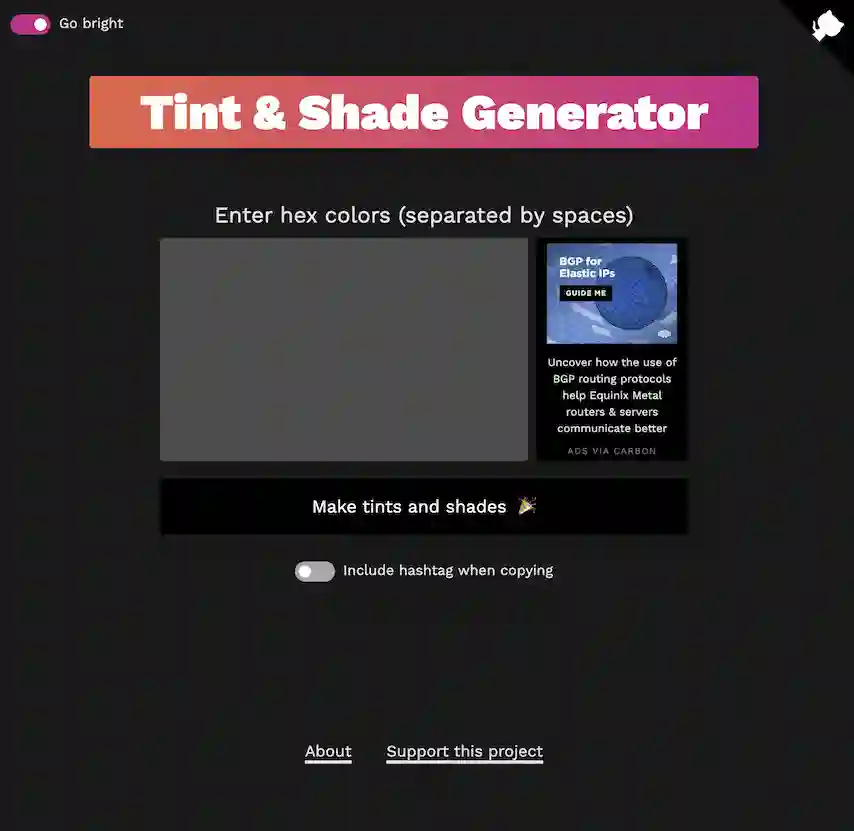 Go bright
Tint & Shade Generator
Enter hex colors (separated by spaces)
BGP for
Elastic IPs
GUIDE ME
Uncover how the use of
BGP routing protocols
help Equinix Metal
routers & servers
communicate better
ADS VIA CARBON
Make tints and shades 🎉
Include hashtag when copying
About
Support this project